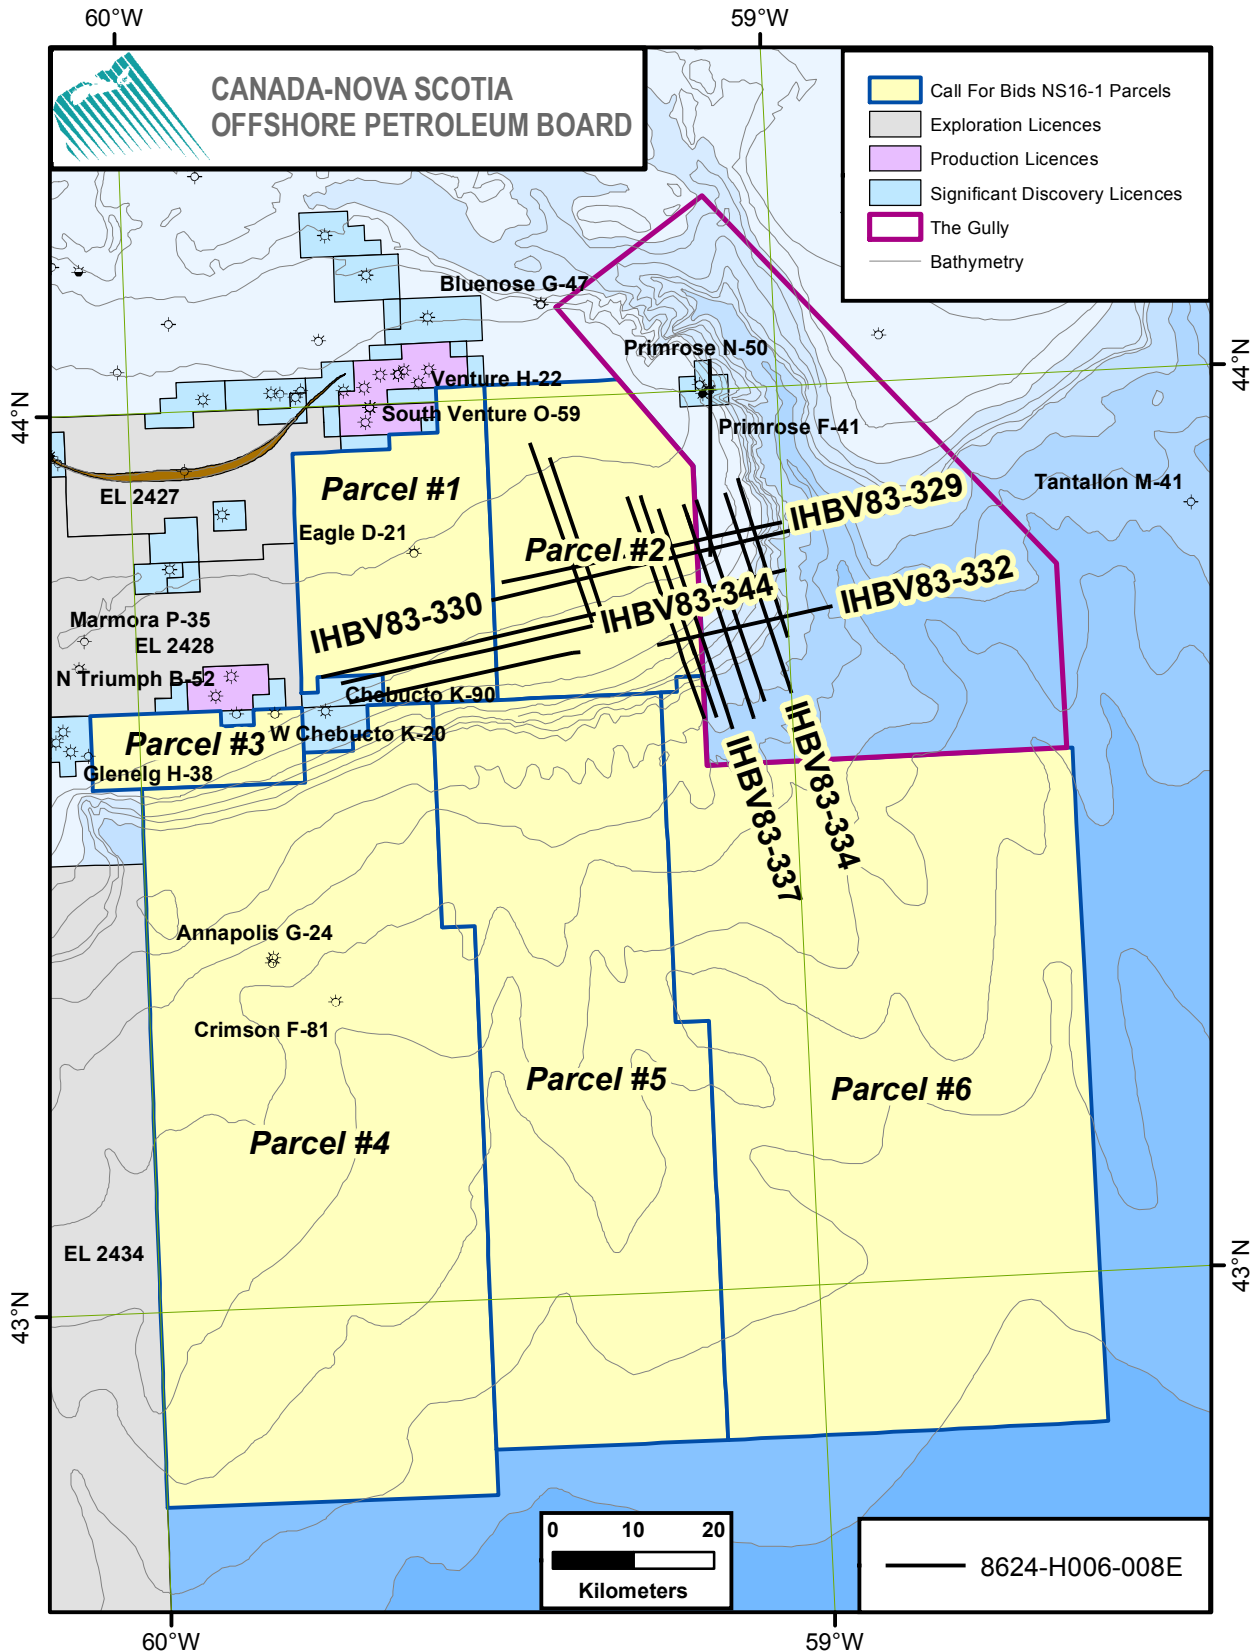 60°W
59°W
CANADA-NOVA SCOTIA
OFFSHORE PETROLEUM BOARD
Call For Bids NS16-1 Parcels
Exploration Licences
Production Licences
Significant Discovery Licences
The Gully
Bathymetry
Bluenose G-47
Primrose N-50
44°N
Venture H-22
44°N
South Venture O-59
Primrose F-41
Tantallon M-41
Parcel #1
EL 2427
IHBV83-329
Eagle D-21
Parcel #2
IHBV83-332
IHBV83-344
IHBV83-330
Marmora P-35
EL 2428
N Triumph B-52
Chebucto K-90
W Chebucto K-20
Parcel #3
Glenelg H-38
IHBV83-334
IHBV83-337
Annapolis G-24
Crimson F-81
Parcel #5
Parcel #6
Parcel #4
EL 2434
43°N
43°N
0 10 20
Kilometers
8624-H006-008E
60°W
59°W